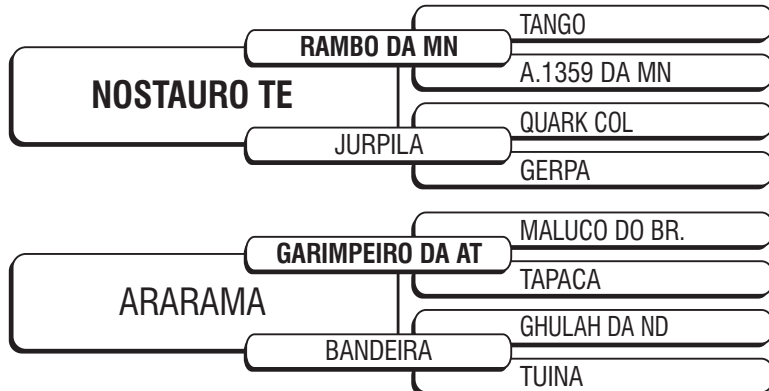 TANGO
RAMBO DA MN
A.1359 DA MN
NOSTAURO TE
QUARK COL
JURPILA
GERPA
MALUCO DO BR.
GARIMPEIRO DA AT
TAPACA
ARARAMA
GHULAH DA ND
BANDEIRA
TUINA